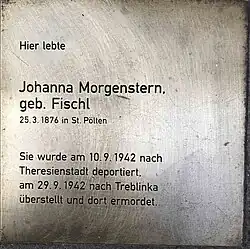 Hier lebte
Johanna Morgenstern,
geb. Fischl
25.3.1876 in St. Pölten
Sie wurde am 10.9.1942 nach
Theresienstadt deportiert,
am 29.9.1942 nach Treblinka
überstellt und dort ermordet.